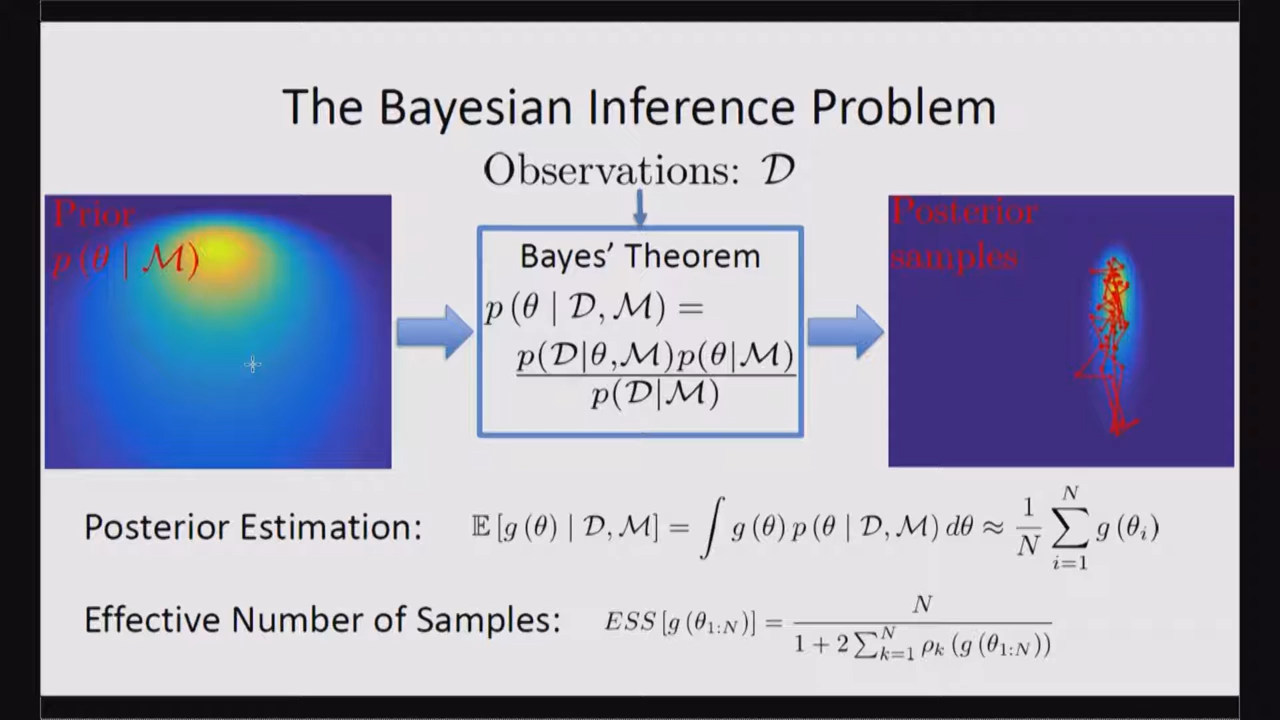 The Bayesian Inference Problem
Observations: 𝒟
Prior
p (θ | ℳ)
Bayes’ Theorem
p (θ | 𝒟, ℳ) =
p(𝒟|θ,ℳ)p(θ|ℳ)
p(𝒟|ℳ)
Posterior
samples
Posterior Estimation: 𝔼 [g (θ) | 𝒟, ℳ] = ∫ g (θ) p (θ | 𝒟, ℳ) dθ ≈ 1/N ∑_{i=1}^{N} g (θ_i)
Effective Number of Samples: ESS [g (θ_{1:N})] = N / (1 + 2 ∑_{k=1}^{N} ρ_k (g (θ_{1:N})))